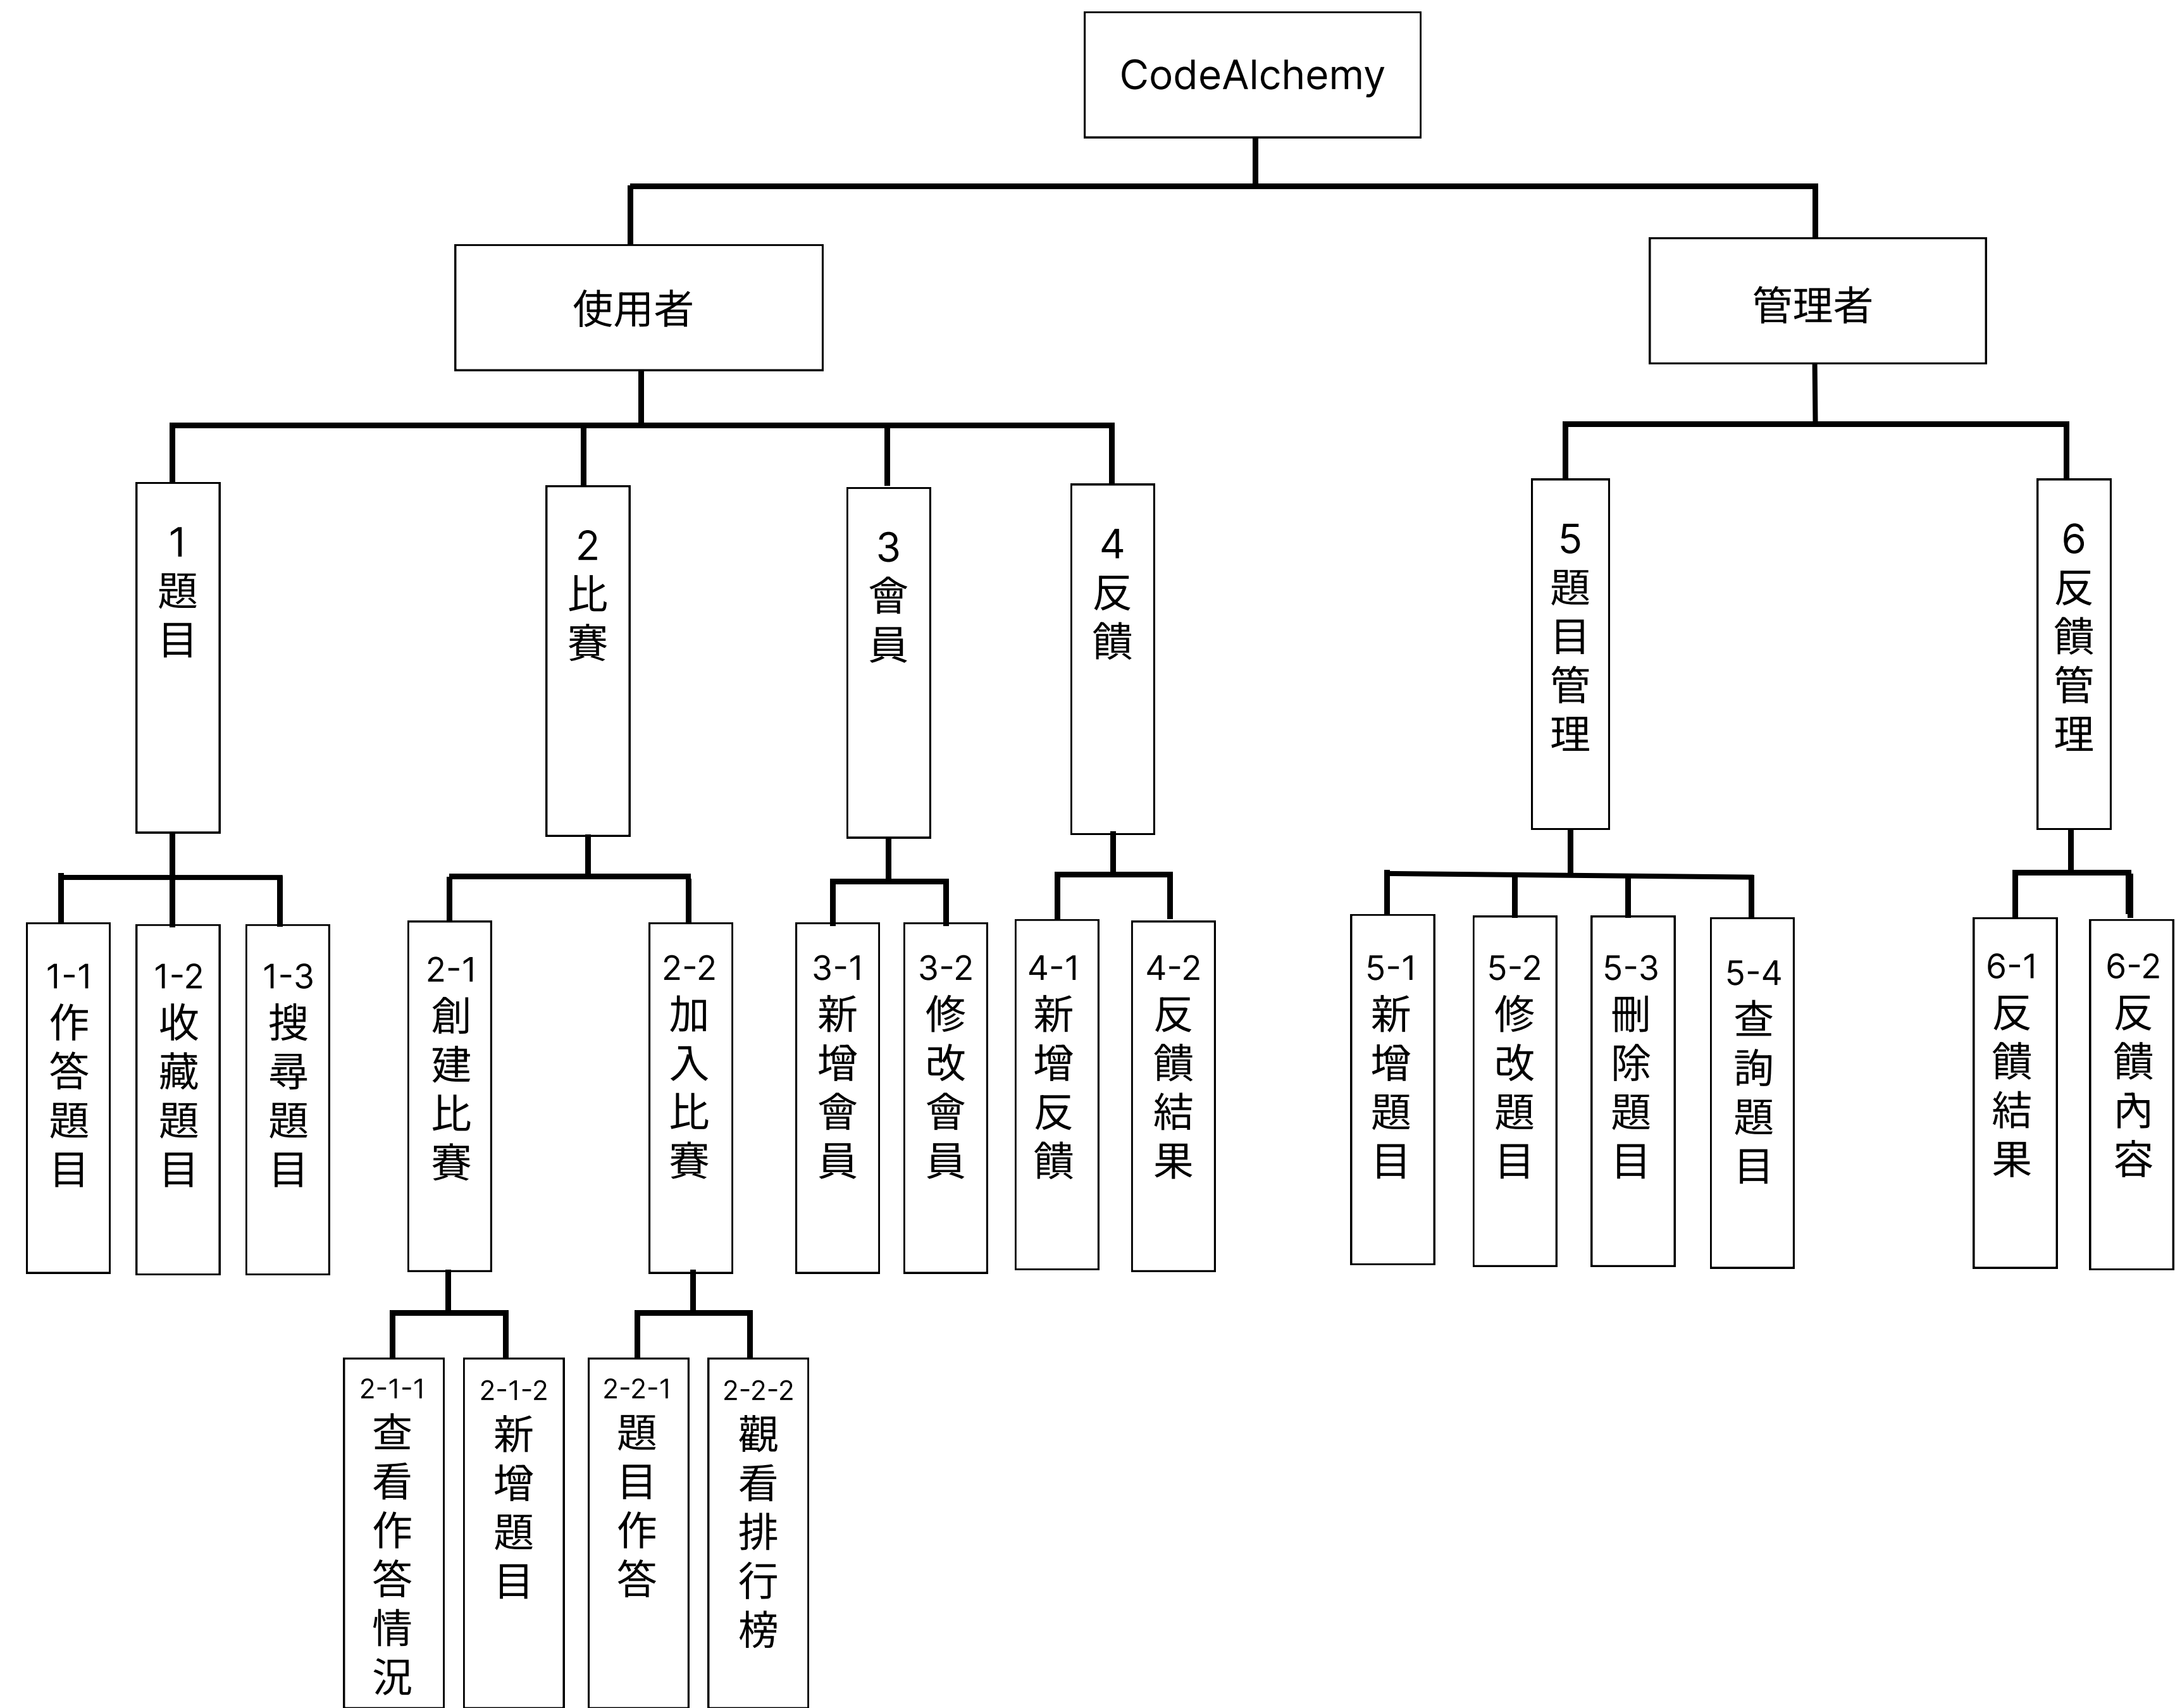 CodeAlchemy
使用者
管理者
1
題目
2
比賽
3
會員
4
反饋
5
題目管理
6
反饋管理
1-1
作答題目
1-2
收藏題目
1-3
搜尋題目
2-1
創建比賽
2-2
加入比賽
3-1
新增會員
3-2
修改會員
4-1
新增反饋
4-2
反饋結果
5-1
新增題目
5-2
修改題目
5-3
刪除題目
5-4
查詢題目
6-1
反饋結果
6-2
反饋內容
2-1-1
查看作答情況
2-1-2
新增題目
2-2-1
題目作答
2-2-2
觀看排行榜